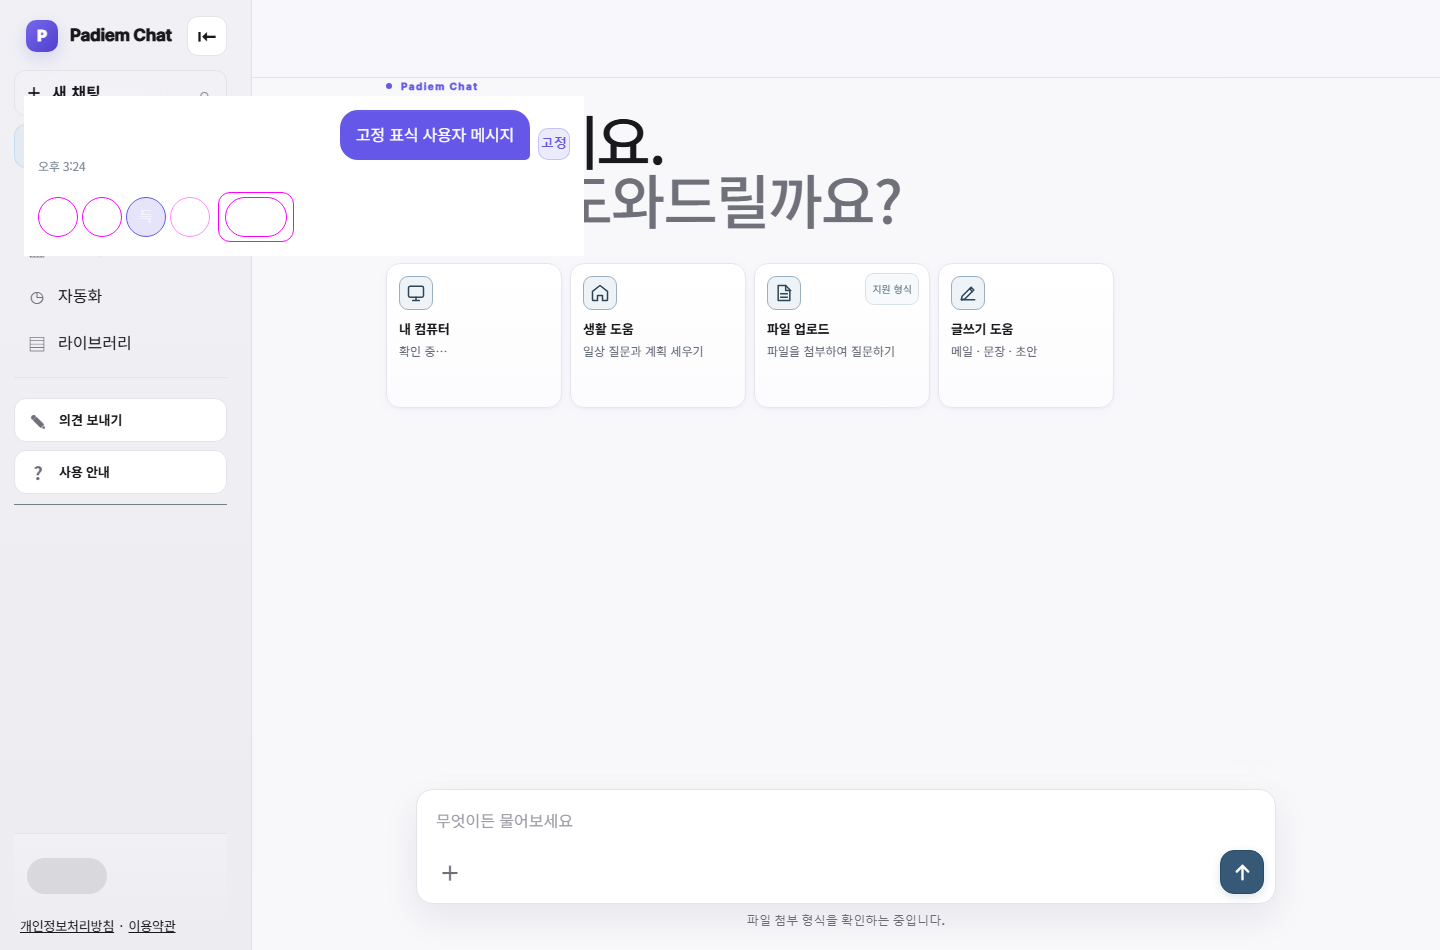 P Padiem Chat
새 채팅
자동화
라이브러리
의견 보내기
? 사용 안내
개인정보처리방침 · 이용약관
고정 표식 사용자 메시지
고정
오후 3:24
Padiem Chat
요.
도와드릴까요?
내 컴퓨터
확인 중…
생활 도움
일상 질문과 계획 세우기
지원 형식
파일 업로드
파일을 첨부하여 질문하기
글쓰기 도움
메일 · 문장 · 초안
무엇이든 물어보세요
파일 첨부 형식을 확인하는 중입니다.